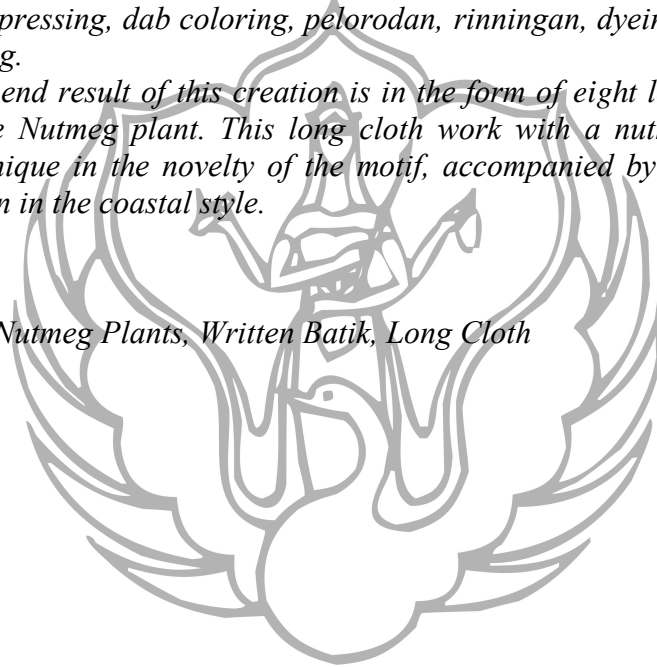 pressing, dab coloring, pelorodan, rinningan, dyein
g.
end result of this creation is in the form of eight l
e Nutmeg plant. This long cloth work with a nut
nique in the novelty of the motif, accompanied by
n in the coastal style.
Nutmeg Plants, Written Batik, Long Cloth